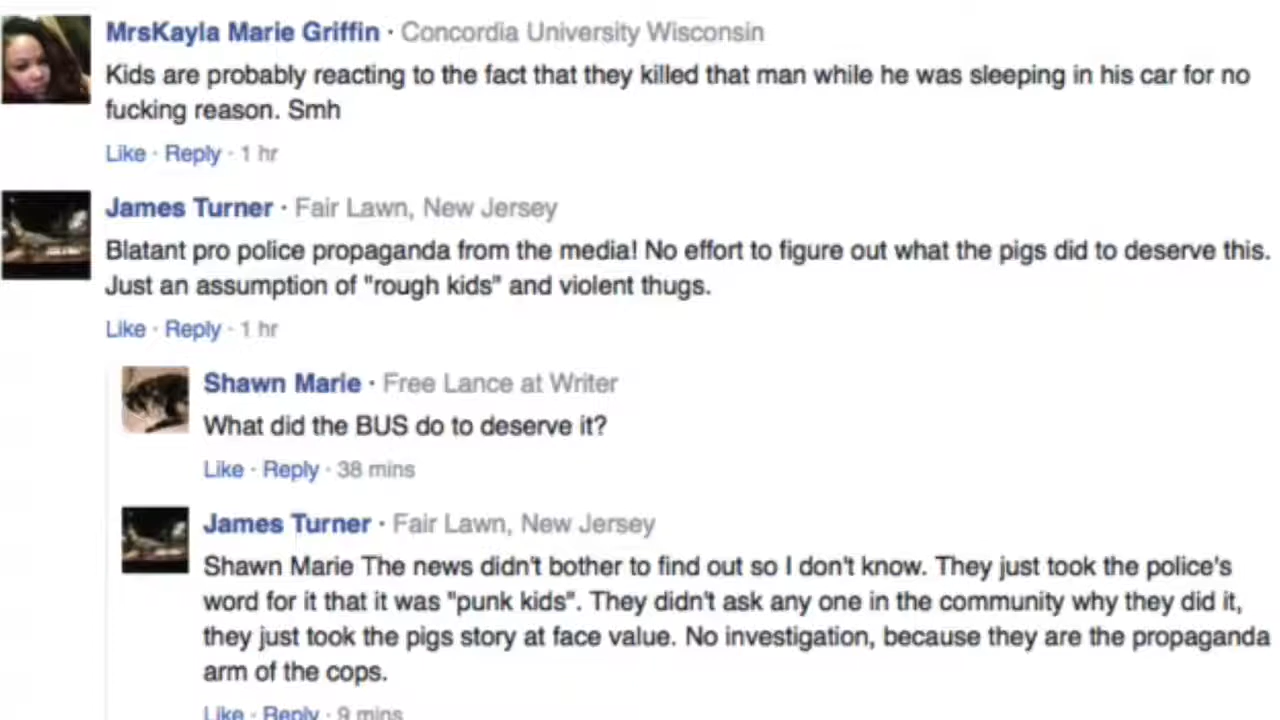 MrsKayla Marie Griffin · Concordia University Wisconsin
Kids are probably reacting to the fact that they killed that man while he was sleeping in his car for no
fucking reason. Smh
Like · Reply · 1 hr
James Turner · Fair Lawn, New Jersey
Blatant pro police propaganda from the media! No effort to figure out what the pigs did to deserve this.
Just an assumption of "rough kids" and violent thugs.
Like · Reply · 1 hr
Shawn Marie · Free Lance at Writer
What did the BUS do to deserve it?
Like · Reply · 38 mins
James Turner · Fair Lawn, New Jersey
Shawn Marie The news didn't bother to find out so I don't know. They just took the police's
word for it that it was "punk kids". They didn't ask any one in the community why they did it,
they just took the pigs story at face value. No investigation, because they are the propaganda
arm of the cops.
Like · Reply · 9 mins